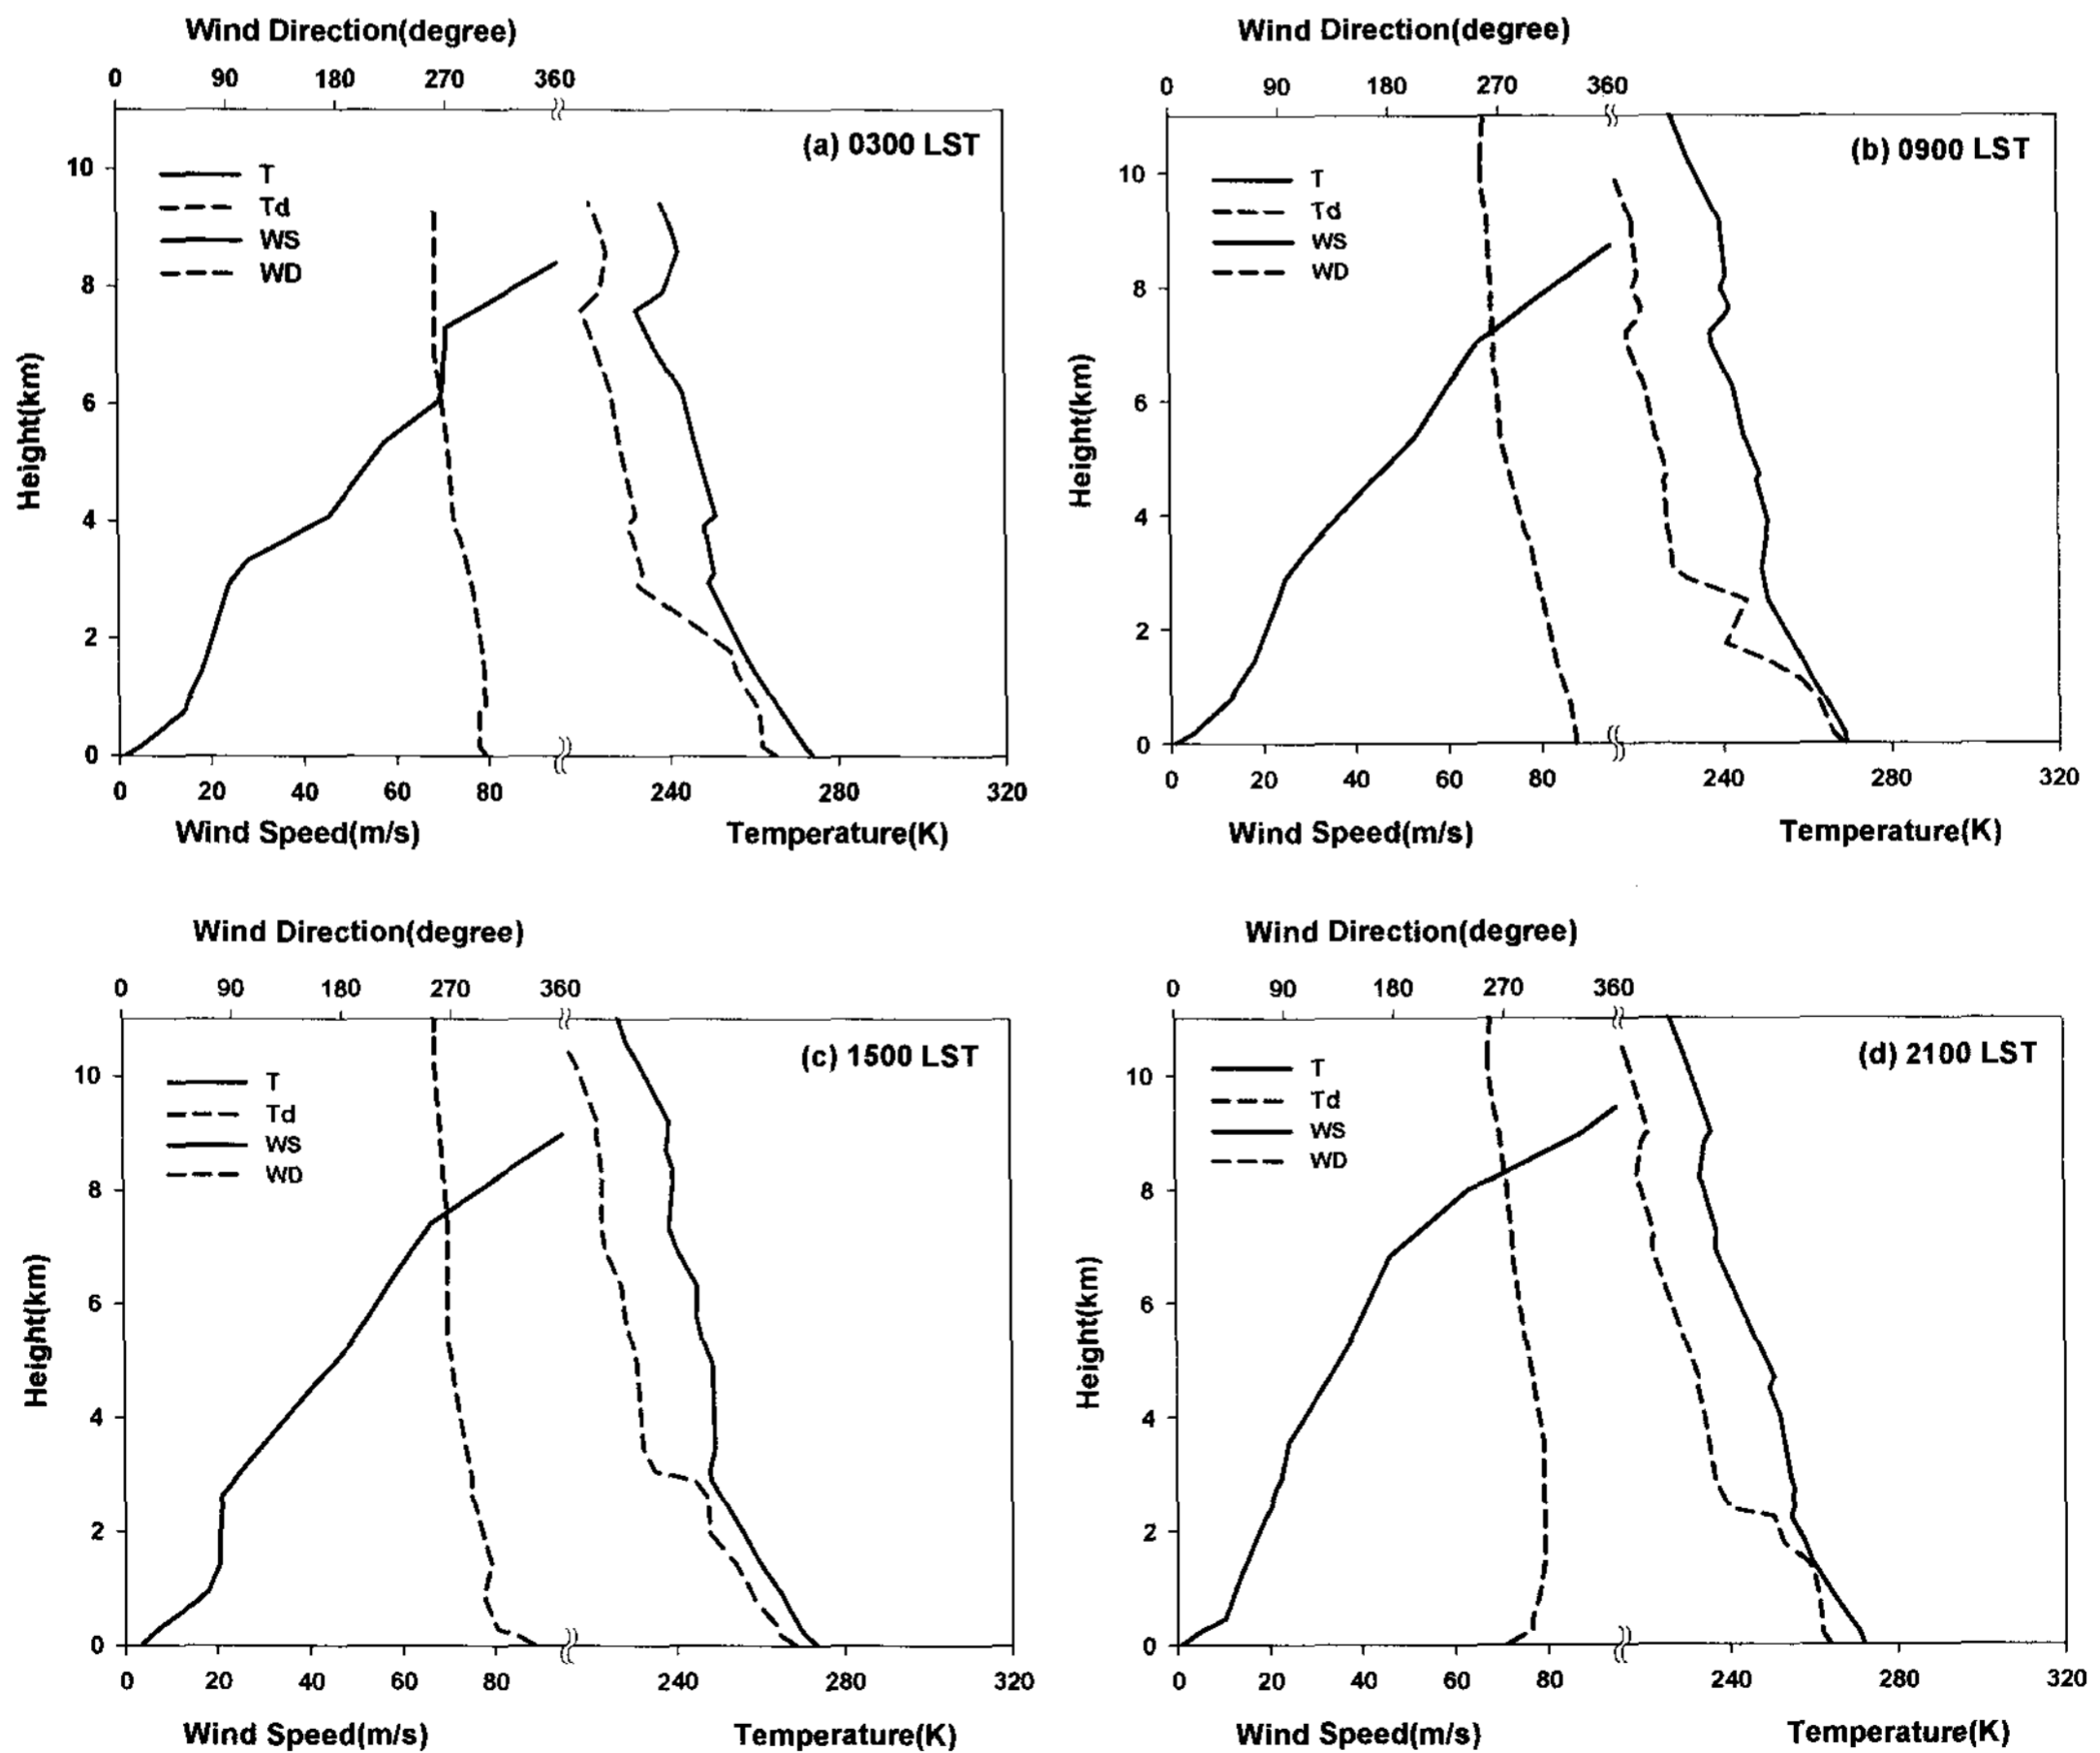 Wind Direction(degree)
0 90 180 270 360
(a) 0300 LST
T
Td
WS
WD
10
8
6
4
2
0
Height(km)
0 20 40 60 80 240 280 320
Wind Speed(m/s) Temperature(K)
Wind Direction(degree)
0 90 180 270 360
(b) 0900 LST
T
Td
WS
WD
10
8
6
4
2
0
Height(km)
0 20 40 60 80 240 280 320
Wind Speed(m/s) Temperature(K)
Wind Direction(degree)
0 90 180 270 360
(c) 1500 LST
T
Td
WS
WD
10
8
6
4
2
0
Height(km)
0 20 40 60 80 240 280 320
Wind Speed(m/s) Temperature(K)
Wind Direction(degree)
0 90 180 270 360
(d) 2100 LST
T
Td
WS
WD
10
8
6
4
2
0
Height(km)
0 20 40 60 80 240 280 320
Wind Speed(m/s) Temperature(K)